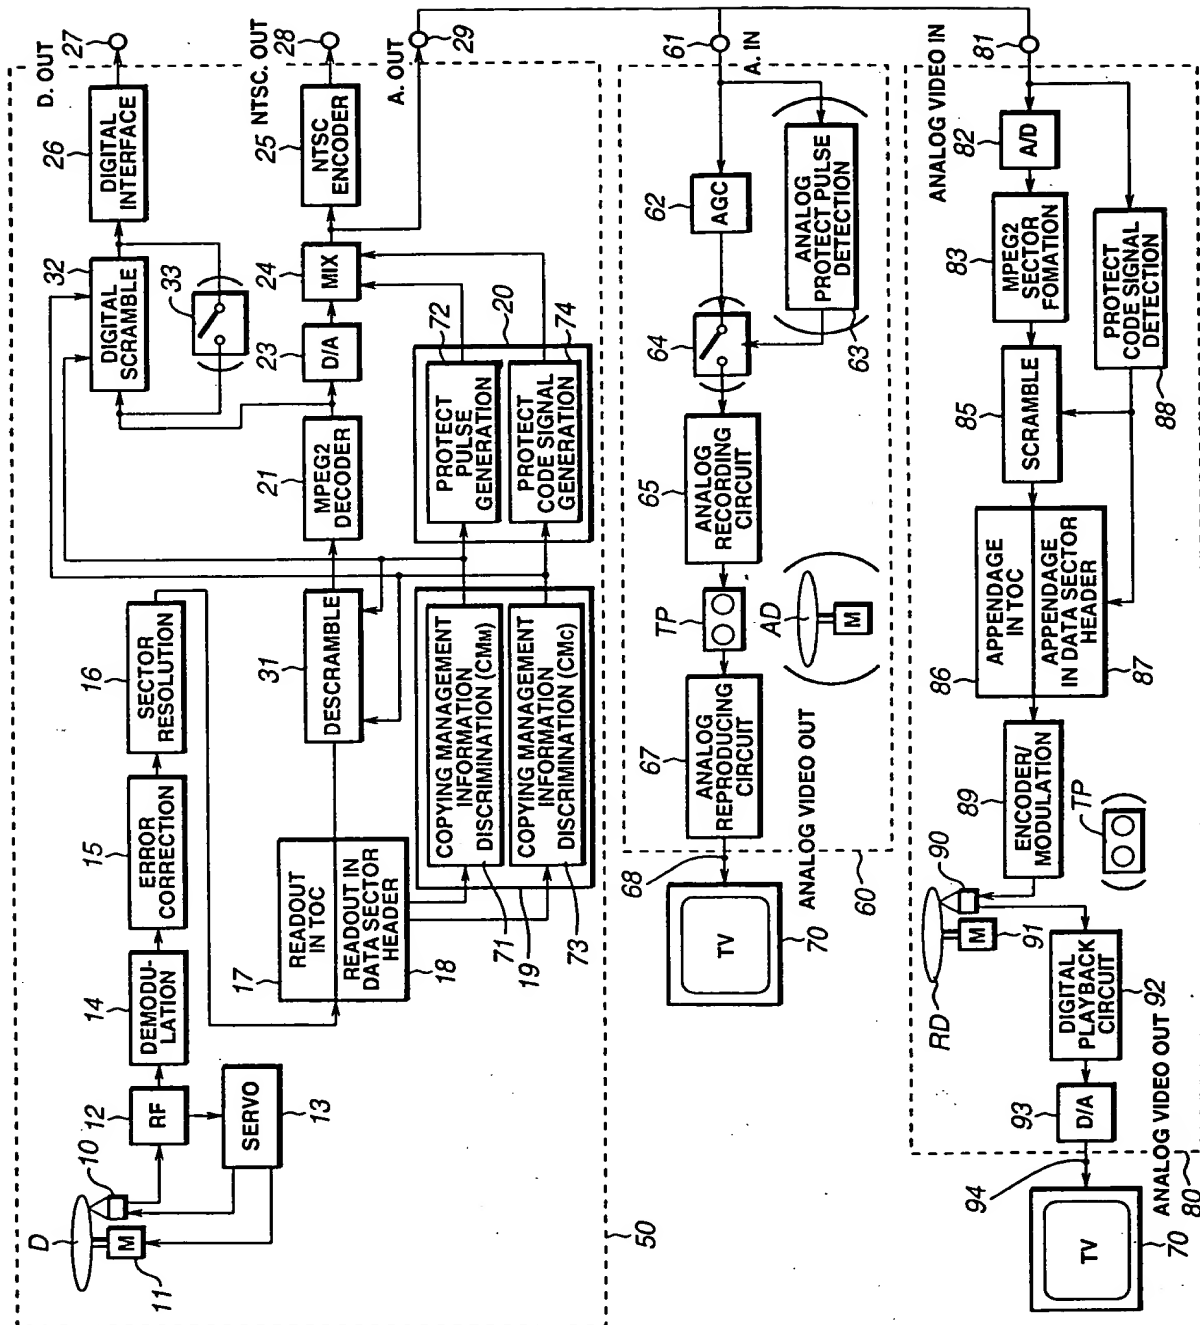 D
10
M
11
12
RF
SERVO
13
14
DEMODU-
LATION
15
ERROR
CORRECTION
16
SECTOR
RESOLUTION
17
READOUT
IN TOC
READOUT IN
DATA SECTOR
HEADER
18
31
DESCRAMBLE
COPYING MANAGEMENT
INFORMATION
DISCRIMINATION (CMM)
71
COPYING MANAGEMENT
INFORMATION
DISCRIMINATION (CMC)
73
19
21
MPEG2
DECODER
72
PROTECT
PULSE
GENERATION
20
PROTECT
CODE SIGNAL
GENERATION
74
23
D/A
24
MIX
32
DIGITAL
SCRAMBLE
33
26
DIGITAL
INTERFACE
25
NTSC
ENCODER
D. OUT
27
NTSC. OUT
28
A. OUT
29
50
61
A. IN
62
AGC
ANALOG
PROTECT PULSE
DETECTION
63
64
65
ANALOG
RECORDING
CIRCUIT
TP
AD
M
67
ANALOG
REPRODUCING
CIRCUIT
68
ANALOG VIDEO OUT
60
TV
70
ANALOG VIDEO IN
81
82
A/D
83
MPEG2
SECTOR
FOMATION
PROTECT
CODE SIGNAL
DETECTION
88
85
SCRAMBLE
86
APPENDAGE
IN TOC
APPENDAGE
IN DATA SECTOR
HEADER
87
89
ENCODER/
MODULATION
TP
90
RD
M
91
DIGITAL
PLAYBACK
CIRCUIT
92
93
D/A
ANALOG VIDEO OUT
94
80
TV
70